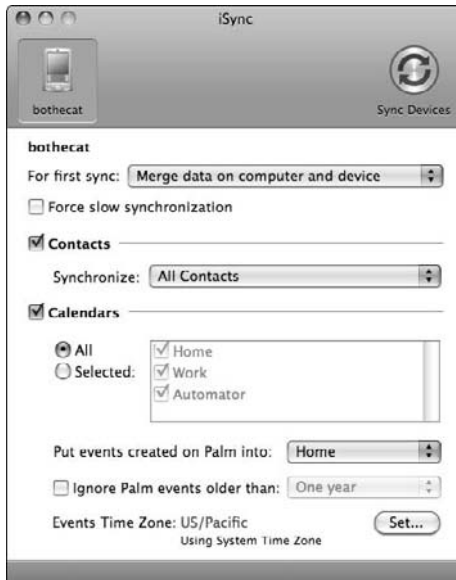 iSync
bothecat
Sync Devices
bothecat
For first sync: Merge data on computer and device
Force slow synchronization
Contacts
Synchronize: All Contacts
Calendars
All
Selected:
Home
Work
Automator
Put events created on Palm into: Home
Ignore Palm events older than: One year
Events Time Zone: US/Pacific Set...
Using System Time Zone